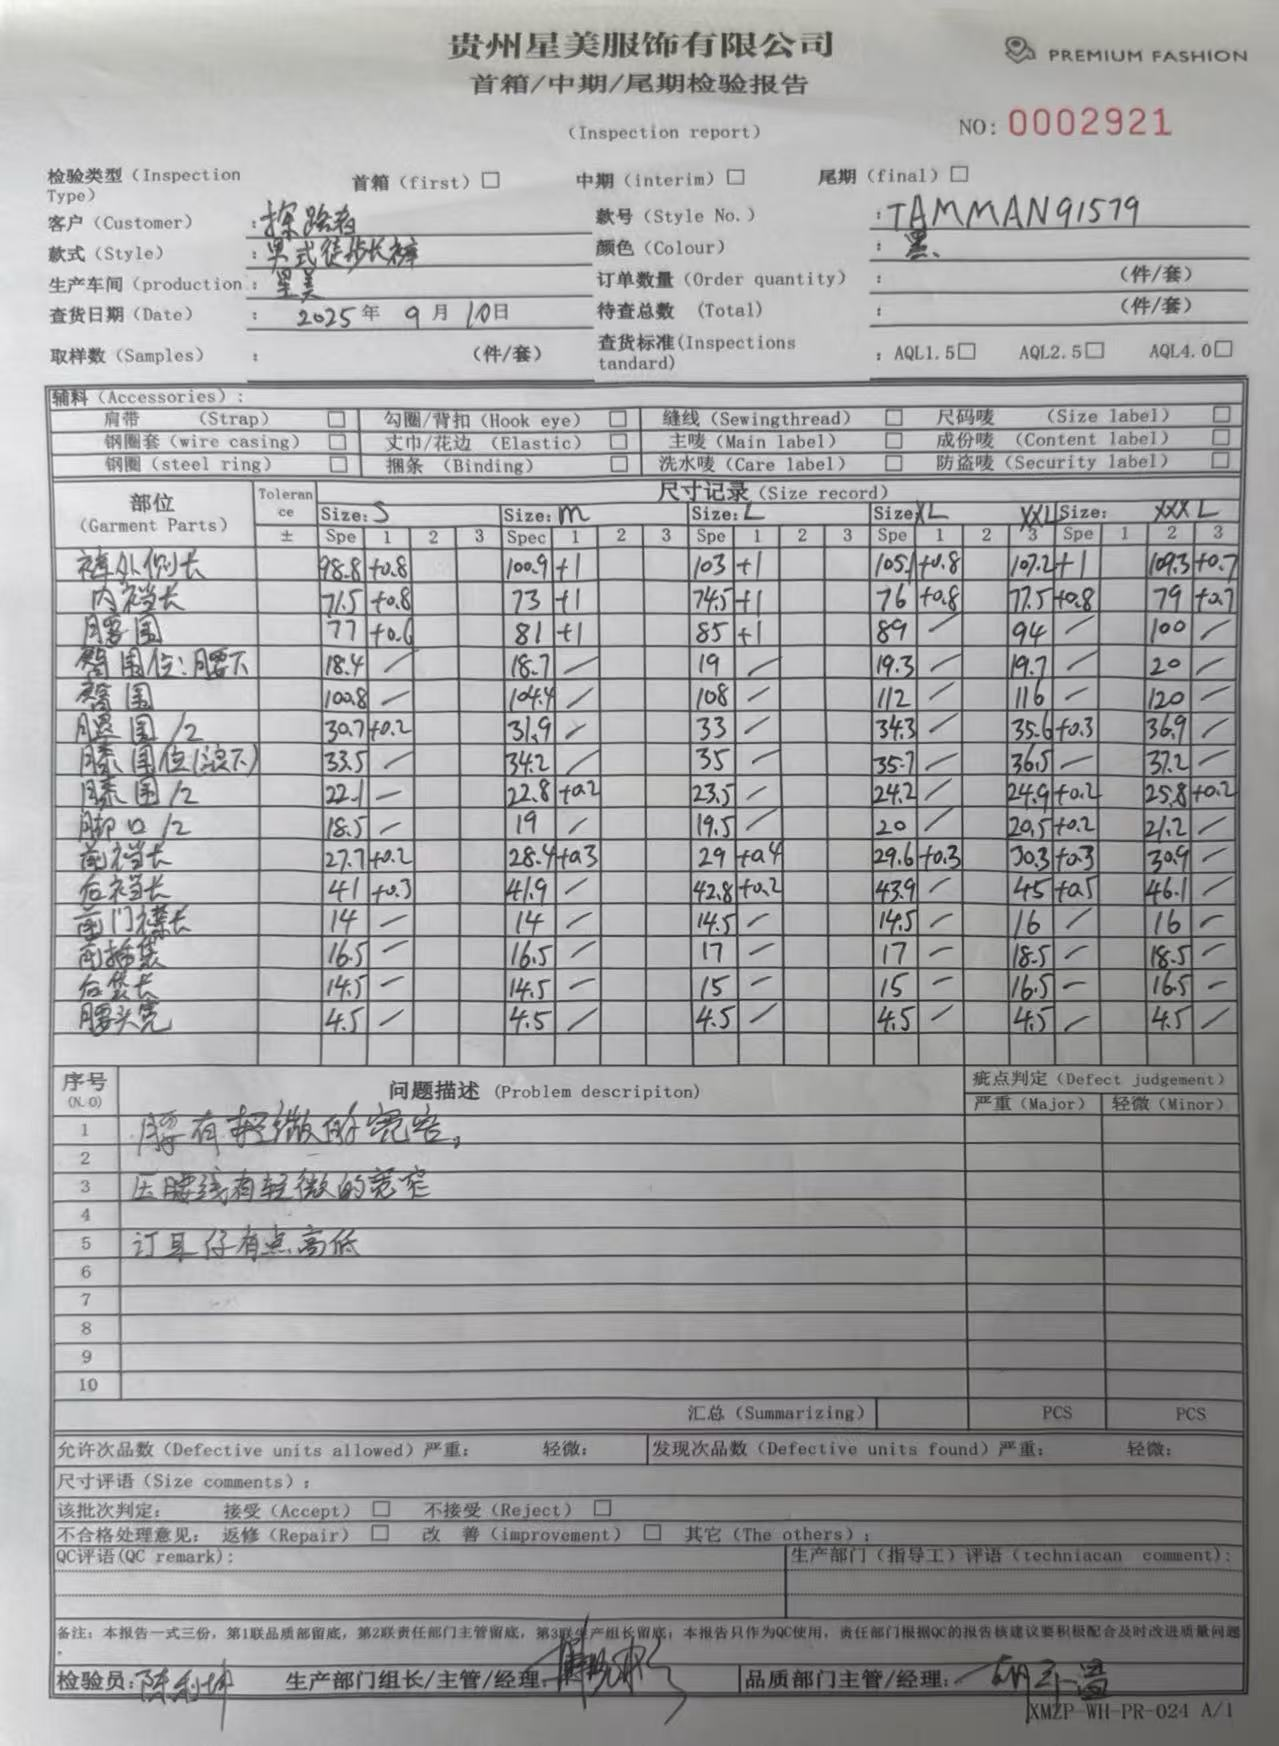 贵州星美服饰有限公司
PREMIUM FASHION
首箱/中期/尾期检验报告
(Inspection report)
NO: 0002921
检验类型(Inspection Type) 首箱(first)□ 中期(interim)□ 尾期(final)□
客户(Customer) :探路者 款号(Style No.) :TAMMAN91579
款式(Style) :男式徒步长裤 颜色(Colour) :黑、
生产车间(production :星美 订单数量(Order quantity) : (件/套)
查货日期(Date) : 2025年 9月 10日 待查总数 (Total) : (件/套)
取样数(Samples) : (件/套) 查货标准(Inspections tandard) : AQL1.5□ AQL2.5□ AQL4.0□
辅料(Accessories):
肩带 (Strap) □ 勾圈/背扣(Hook eye) □ 缝线(Sewingthread) □ 尺码唛 (Size label) □
钢圈套(wire casing) □ 丈巾/花边 (Elastic) □ 主唛(Main label) □ 成份唛 (Content label) □
钢圈(steel ring) □ 捆条 (Binding) □ 洗水唛(Care label) □ 防盗唛(Security label) □
部位 (Garment Parts) Tolerance 尺寸记录(Size record)
Size: S Size: M Size: L Size: XL XXL Size: XXXL
± Spe 1 2 3 Spec 1 2 3 Spe 1 2 3 Spe 1 2 3 Spe 1 2 3
裤外侧长 98.8 +0.8 100.9 +1 103 +1 105.1 +0.8 107.2 +1 109.3 +0.7
内裆长 71.5 +0.8 73 +1 74.5 +1 76 +0.8 77.5 +0.8 79 +0.7
腰围 77 +0.6 81 +1 85 +1 89 / 94 / 100 /
臀围位:腰下 18.4 / 18.7 / 19 / 19.3 / 19.7 / 20 /
臀围 100.8 / 104.4 / 108 / 112 / 116 / 120 /
腿围/2 30.7 +0.2 31.9 / 33 / 34.3 / 35.6 +0.3 36.9 /
膝围位(浪下) 33.5 / 34.2 / 35 / 35.7 / 36.5 / 37.2 /
膝围/2 22.1 / 22.8 +0.2 23.5 / 24.2 / 24.9 +0.2 25.8 +0.2
脚口/2 18.5 / 19 / 19.5 / 20 / 20.5 +0.2 21.2 /
前裆长 27.7 +0.2 28.4 +0.3 29 +0.4 29.6 +0.3 30.3 +0.3 30.9 /
后裆长 41 +0.3 41.9 / 42.8 +0.2 43.9 / 45 +0.5 46.1 /
前门襟长 14 / 14 / 14.5 / 14.5 / 16 / 16 /
前插袋 16.5 / 16.5 / 17 / 17 / 18.5 / 18.5 /
后袋长 14.5 / 14.5 / 15 / 15 / 16.5 / 16.5 /
腰头宽 4.5 / 4.5 / 4.5 / 4.5 / 4.5 / 4.5 /
序号 (N.O) 问题描述 (Problem descripiton) 疵点判定(Defect judgement)
严重(Major) 轻微(Minor)
1 腰有轻微的宽窄,
2
3 压腰线有轻微的宽窄
4
5 订耳仔有点高低
6
7
8
9
10
汇总(Summarizing) PCS PCS
允许次品数(Defective units allowed)严重: 轻微: 发现次品数(Defective units found)严重: 轻微:
尺寸评语(Size comments):
该批次判定: 接受(Accept) □ 不接受(Reject) □
不合格处理意见: 返修(Repair) □ 改 善(improvement) □ 其它(The others):
QC评语(QC remark): 生产部门(指导工)评语(techniacan comment):
备注:本报告一式三份,第1联品质部留底,第2联责任部门主管留底,第3联生产组长留底;本报告只作为QC使用,责任部门根据QC的报告核建议要积极配合及时改进质量问题。
检验员: 陈利坤 生产部门组长/主管/经理: 品质部门主管/经理:
XMZP-WH-PR-024 A/1